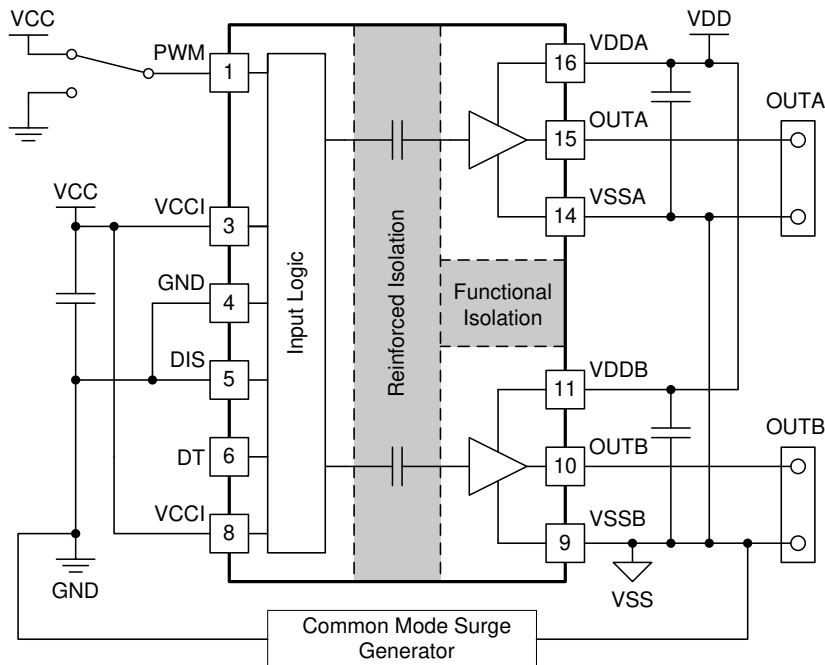 VCC
PWM
1
VCC
VCCI
3
GND
4
DIS
5
DT
6
VCCI
8
GND
Input Logic
Reinforced Isolation
Functional
Isolation
VDD
VDDA
16
OUTA
15
VSSA
14
OUTA
VDDB
11
OUTB
10
VSSB
9
OUTB
VSS
Common Mode Surge
Generator